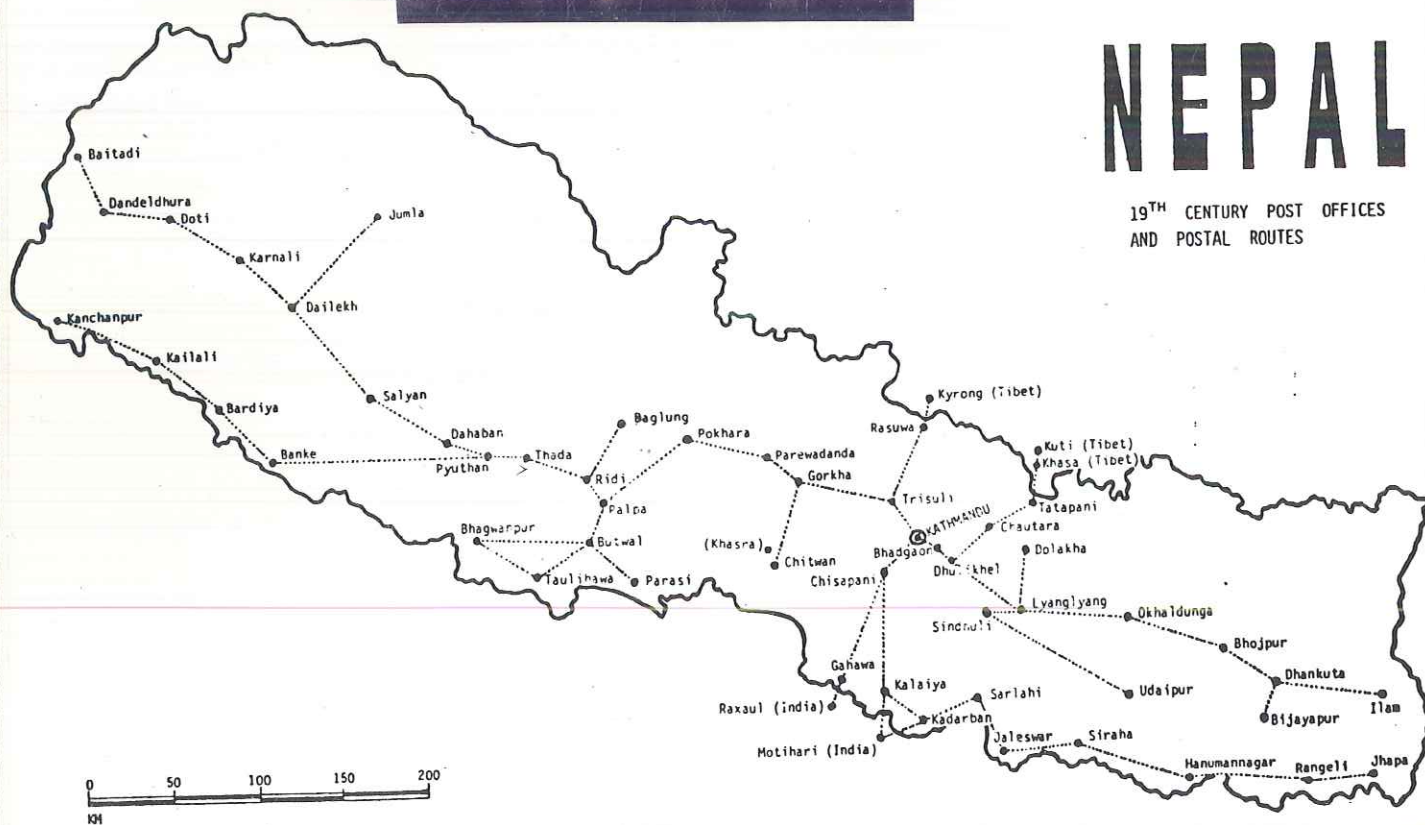 NEPAL
19TH CENTURY POST OFFICES
AND POSTAL ROUTES
Baitadi
Dandeldhura
Doti
Jumla
Karnali
Dailekh
Kanchanpur
Kailali
Bardiya
Salyan
Banke
Dahaban
Pyuthan
Thada
Baglung
Ridi
Pokhara
Parewadanda
Gorkha
Palpa
Bhagwanpur
Butwal
Taulihawa
Parasi
(Khasra)
Chitwan
Kyrong (Tibet)
Rasuwa
Kuti (Tibet)
Khasa (Tibet)
Trisuli
Tatapani
KATHMANDU
Chautara
Bhadgaon
Dhulikhel
Dolakha
Chisapani
Lyanglyang
Sindhuli
Okhaldunga
Bhojpur
Dhankuta
Ilam
Bijayapur
Udaipur
Gahawa
Kalaiya
Sarlahi
Raxaul (India)
Kadarban
Motihari (India)
Jaleswar
Siraha
Hanumannagar
Rangeli
Jhapa
0 50 100 150 200
KM